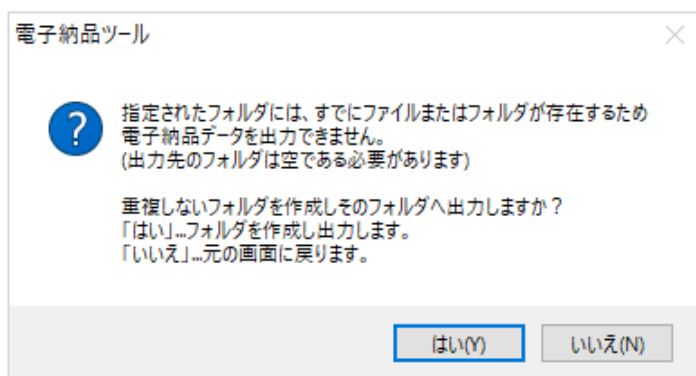 電子納品ツール
指定されたフォルダには、すでにファイルまたはフォルダが存在するため
電子納品データを出力できません。
(出力先のフォルダは空である必要があります)
重複しないフォルダを作成しそのフォルダへ出力しますか？
「はい」...フォルダを作成し出力します。
「いいえ」...元の画面に戻ります。
はい(Y)
いいえ(N)